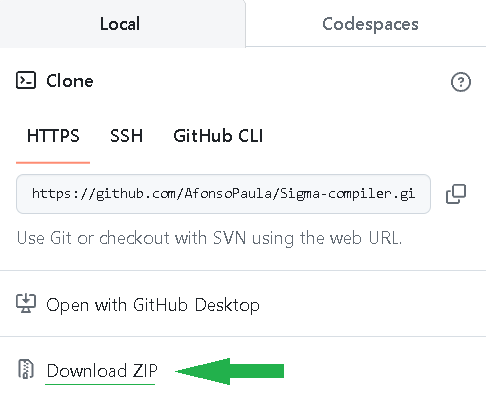 Local
Codespaces
Clone
HTTPS SSH GitHub CLI
https://github.com/AfonsoPaula/Sigma-compiler.gi
Use Git or checkout with SVN using the web URL.
Open with GitHub Desktop
Download ZIP